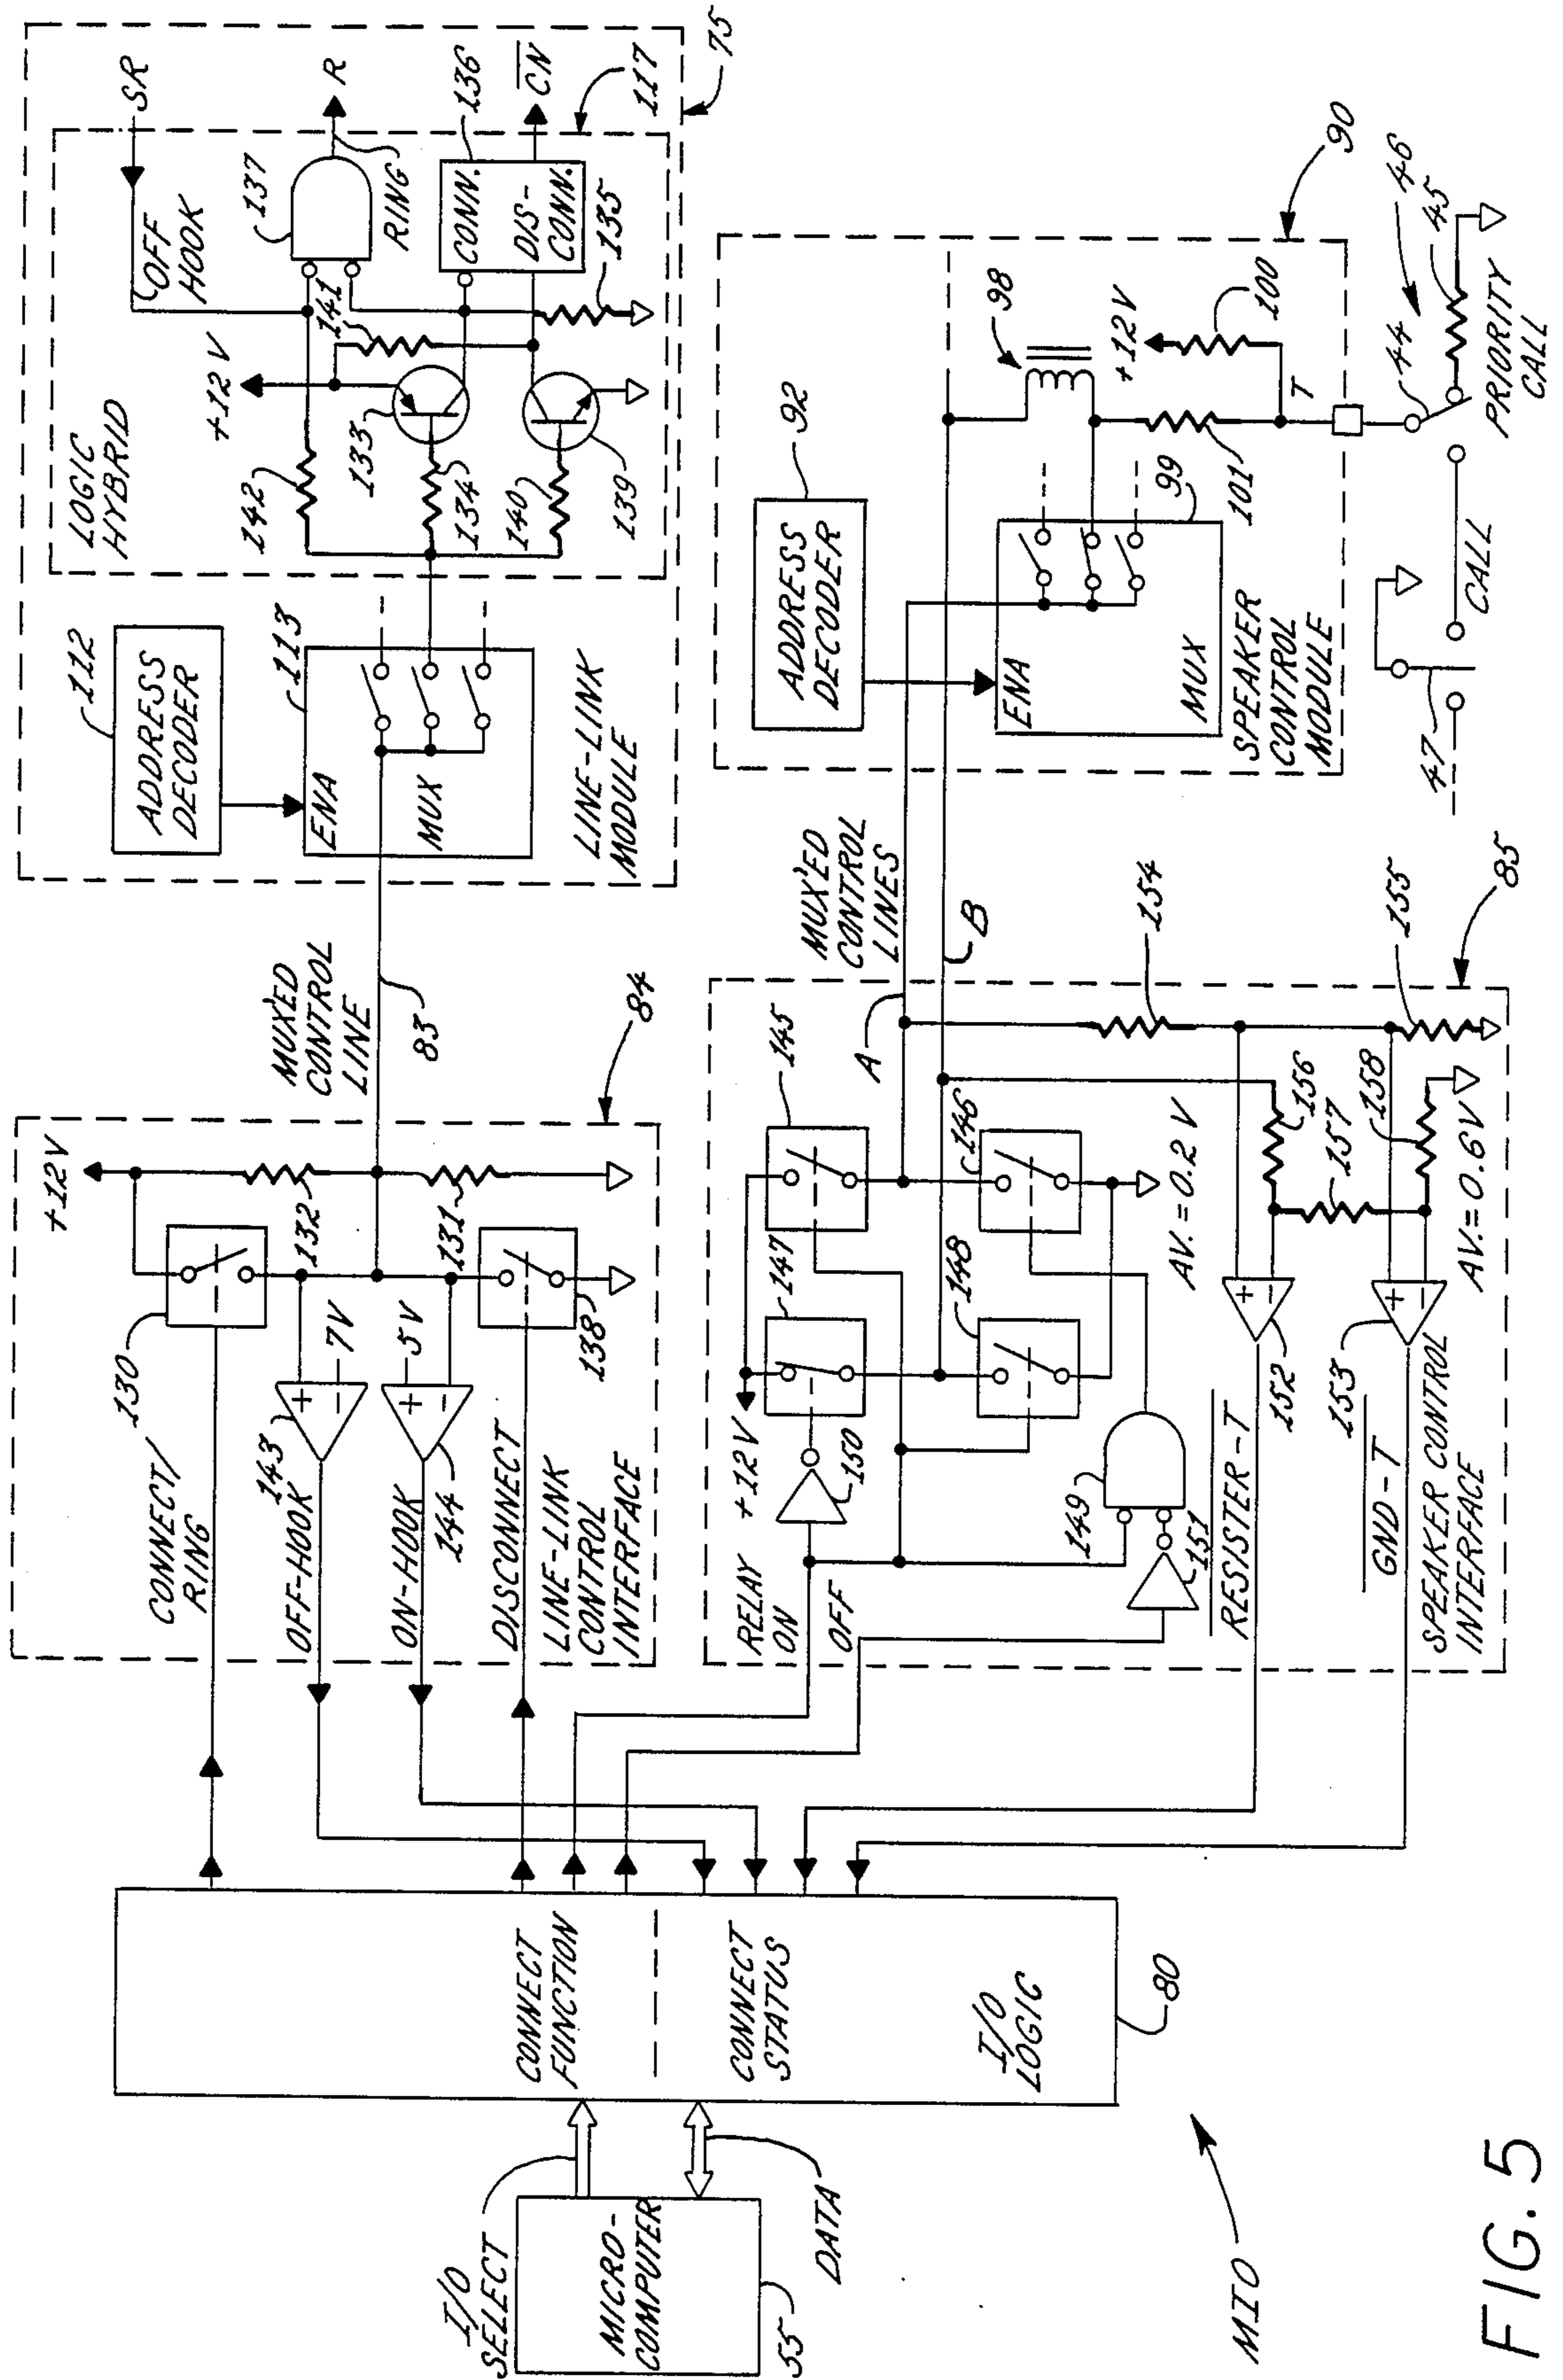 +12V
130
CONNECT/
RING
143
OFF-HOOK
7V
132
5V
131
ON-HOOK
144
138
DISCONNECT
LINE-LINK
CONTROL
INTERFACE
84
MUX'ED
CONTROL
LINE
83
112
ADDRESS
DECODER
113
ENA
MUX
LINE-LINK
MODULE
LOGIC
HYBRID
142
+12V
133
134
140
139
141
OFF
HOOK
SR
137
R
RING
136
CONN.
DIS-
CONN.
CN
135
117
75
I/O
SELECT
MICRO-
COMPUTER
55
DATA
CONNECT
FUNCTION
CONNECT
STATUS
I/O
LOGIC
80
RELAY
ON
OFF
+12V
150
147
145
148
146
149
151
AV.=0.2V
RESISTER-T
152
GND-T
153
AV.=0.6V
156
157
158
SPEAKER CONTROL
INTERFACE
85
A
B
154
155
MUX'ED
CONTROL
LINES
92
ADDRESS
DECODER
ENA
MUX
99
SPEAKER
CONTROL
MODULE
98
+12V
100
101
T
90
47
CALL
44
46
45
PRIORITY
CALL
MIO
FIG. 5